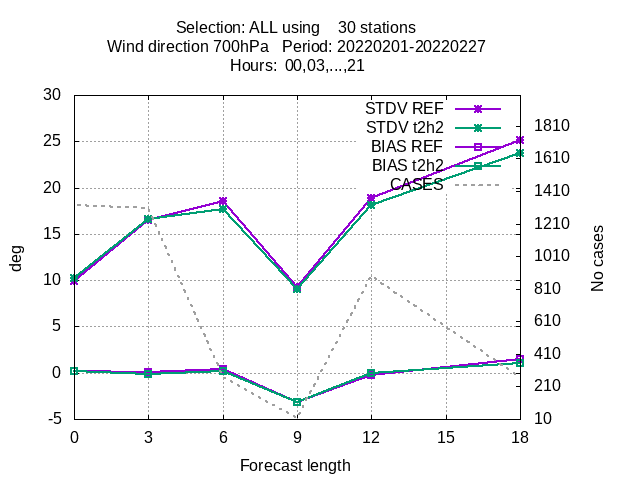 Selection: ALL using 30 stations
Wind direction 700hPa Period: 20220201-20220227
Hours: 00,03,...,21
STDV REF
STDV t2h2
BIAS REF
BIAS t2h2
CASES
30
25
20
15
10
5
0
-5
deg
1810
1610
1410
1210
1010
810
610
410
210
10
No cases
0 3 6 9 12 15 18
Forecast length